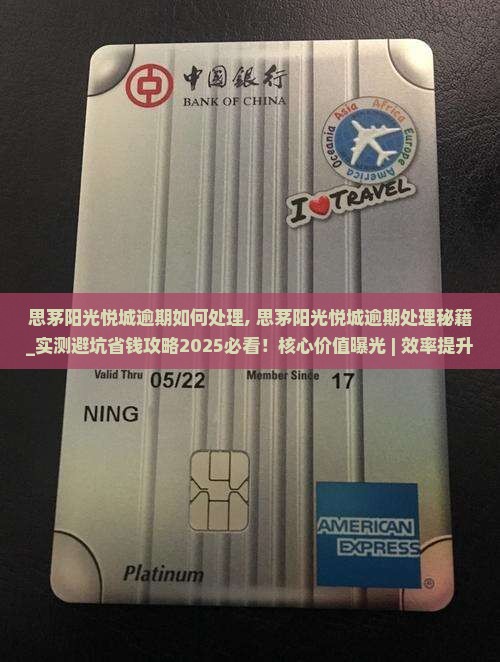 中国銀行
BANK OF CHINA
Asia Africa Europe America Oceania
I❤TRAVEL
思茅阳光悦城逾期如何处理, 思茅阳光悦城逾期处理秘籍
_实测避坑省钱攻略2025必看！核心价值曝光 | 效率提升
Valid Thru 05/22 Member Since 17
NING
AMERICAN
EXPRESS
®
Platinum